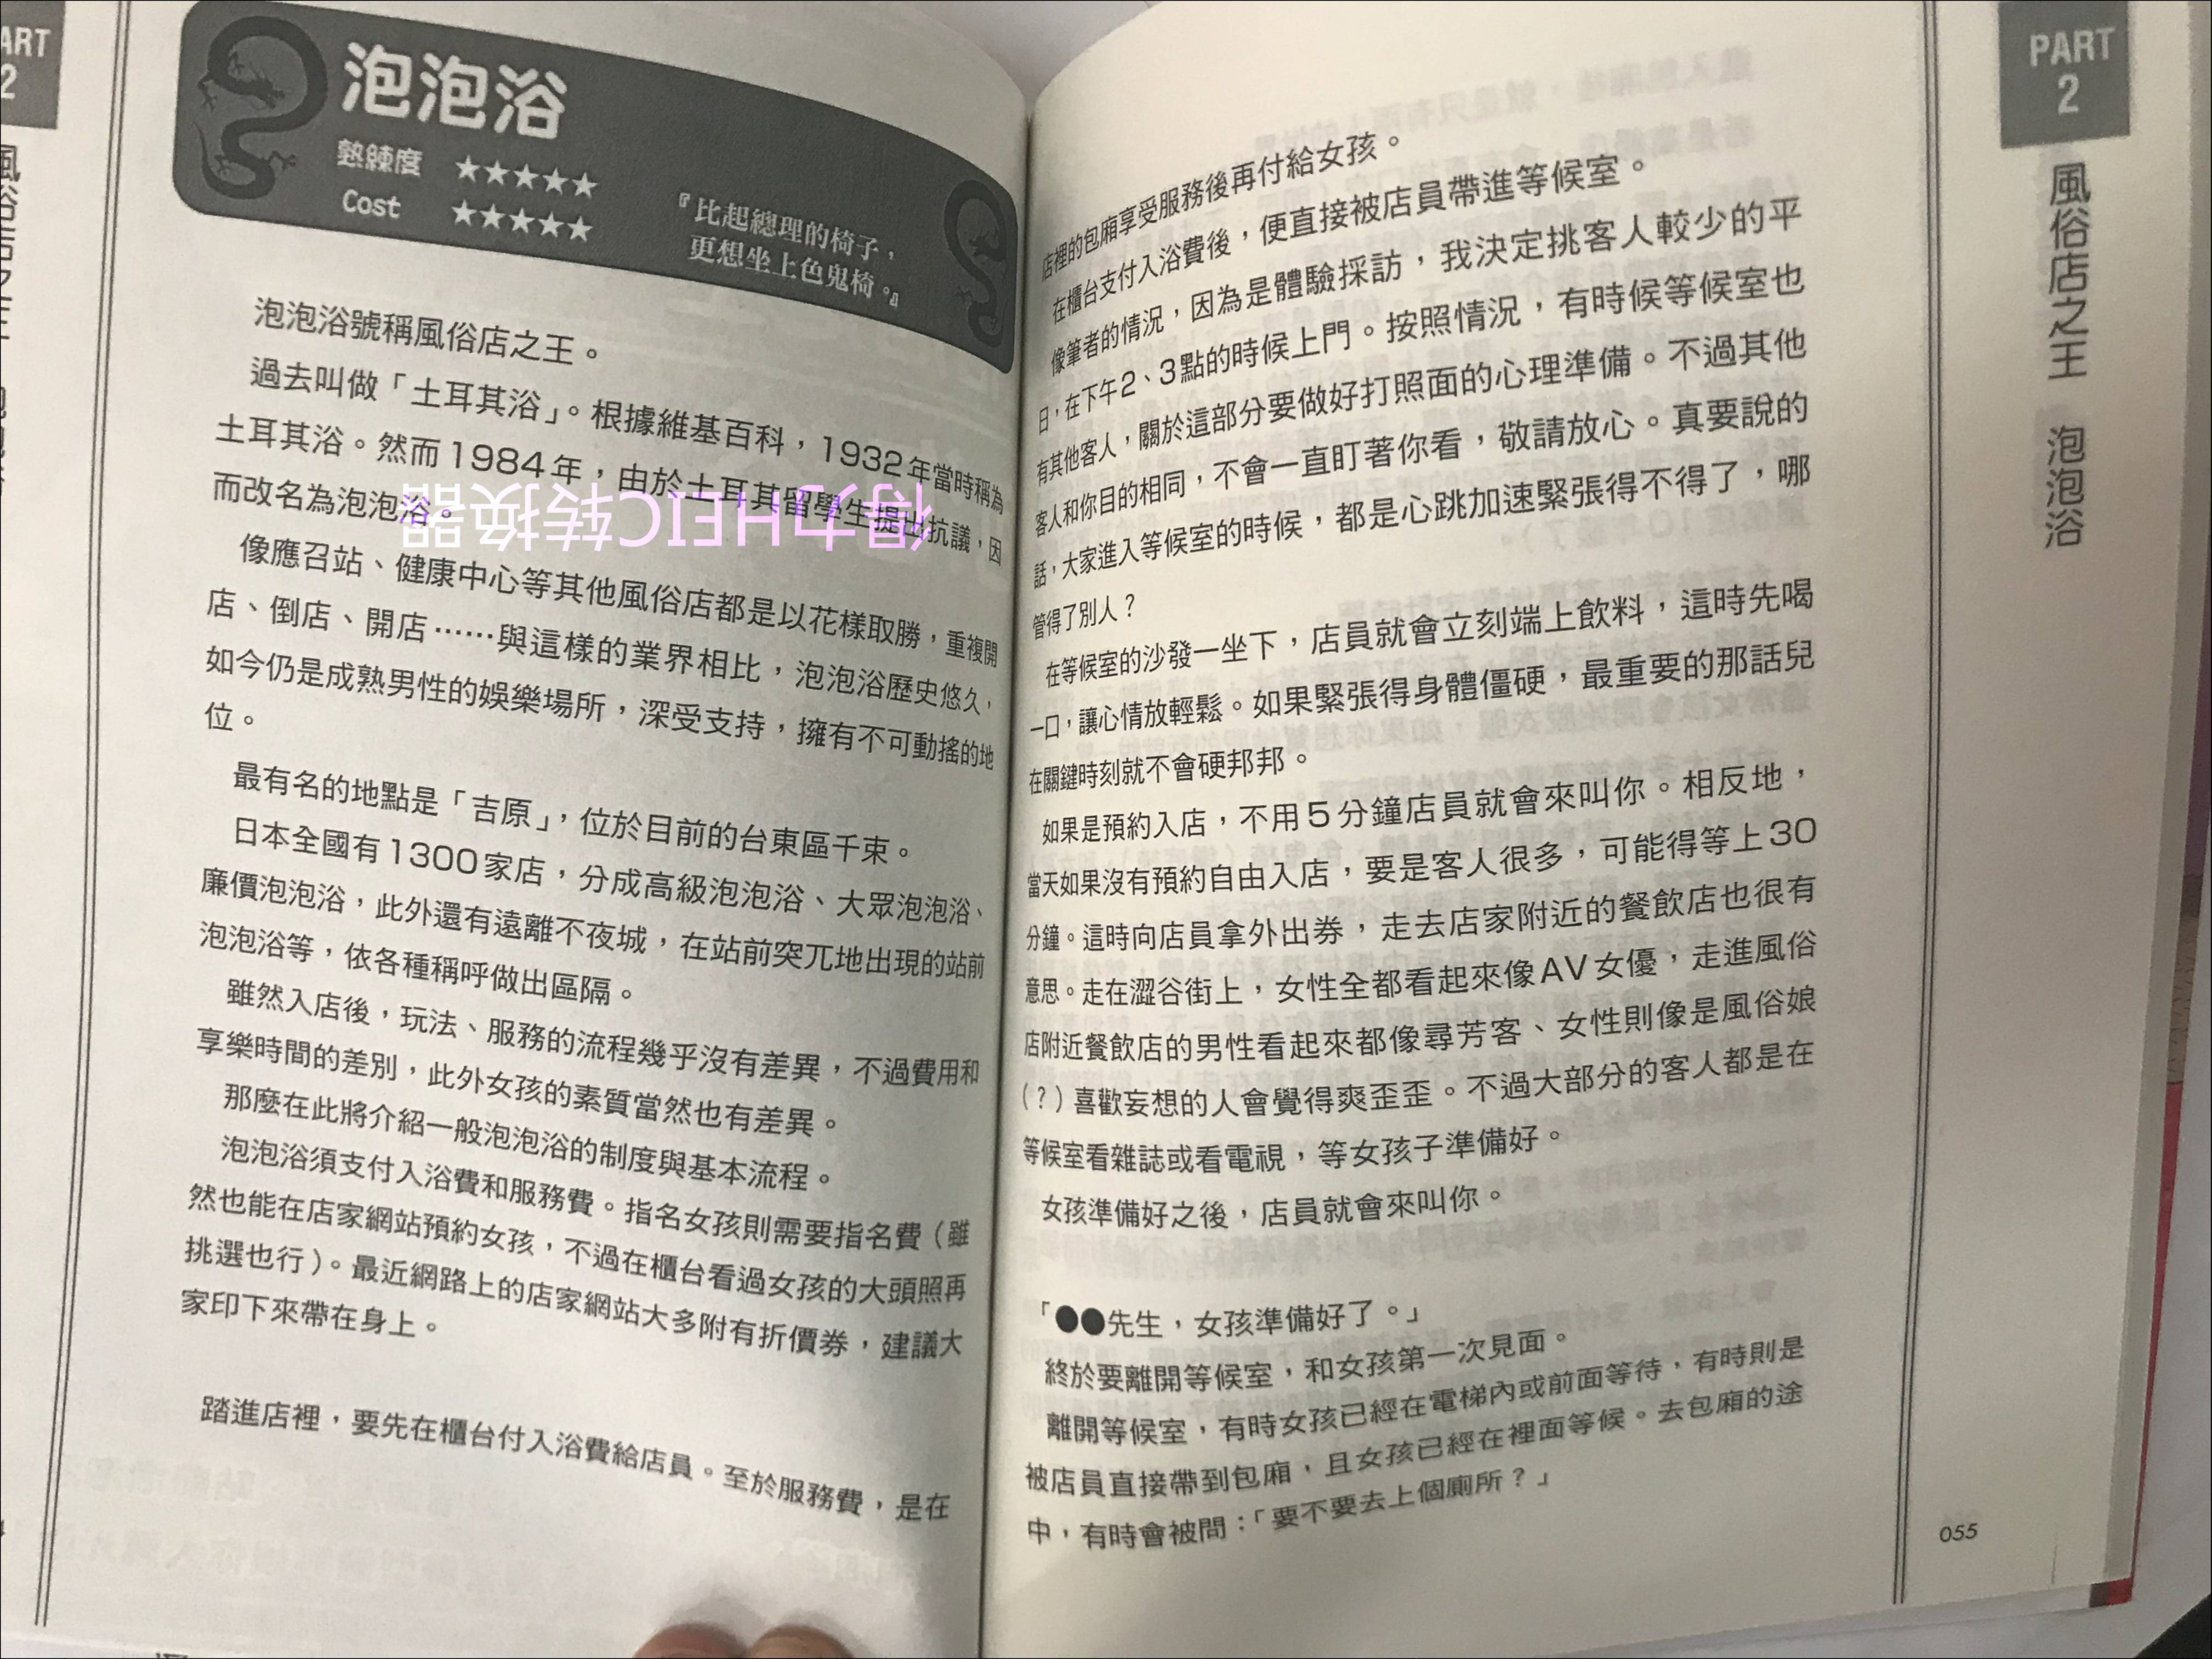 泡泡浴
熟練度 ★★★★★
Cost ★★★★★
『比起總理的椅子，
更想坐上色鬼椅。』
泡泡浴號稱風俗店之王。
過去叫做「土耳其浴」。根據維基百科，1932年當時稱為
土耳其浴。然而1984年，由於土耳其留學生提出抗議，因
而改名為泡泡浴。
像應召站、健康中心等其他風俗店都是以花樣取勝，重複開
店、倒店、開店……與這樣的業界相比，泡泡浴歷史悠久，
如今仍是成熟男性的娛樂場所，深受支持，擁有不可動搖的地
位。
最有名的地點是「吉原」，位於目前的台東區千束。
日本全國有1300家店，分成高級泡泡浴、大眾泡泡浴、
廉價泡泡浴，此外還有遠離不夜城，在站前突兀地出現的站前
泡泡浴等，依各種稱呼做出區隔。
雖然入店後，玩法、服務的流程幾乎沒有差異，不過費用和
享樂時間的差別，此外女孩的素質當然也有差異。
那麼在此將介紹一般泡泡浴的制度與基本流程。
泡泡浴須支付入浴費和服務費。指名女孩則需要指名費（雖
然也能在店家網站預約女孩，不過在櫃台看過女孩的大頭照再
挑選也行）。最近網路上的店家網站大多附有折價券，建議大
家印下來帶在身上。
踏進店裡，要先在櫃台付入浴費給店員。至於服務費，是在
店裡的包廂享受服務後再付給女孩。
在櫃台支付入浴費後，便直接被店員帶進等候室。
像筆者的情況，因為是體驗採訪，我決定挑客人較少的平
日，在下午2、3點的時候上門。按照情況，有時候等候室也
有其他客人，關於這部分要做好打照面的心理準備。不過其他
客人和你目的相同，不會一直盯著你看，敬請放心。真要說的
話，大家進入等候室的時候，都是心跳加速緊張得不得了，哪
管得了別人？
在等候室的沙發一坐下，店員就會立刻端上飲料，這時先喝
一口，讓心情放輕鬆。如果緊張得身體僵硬，最重要的那話兒
在關鍵時刻就不會硬邦邦。
如果是預約入店，不用5分鐘店員就會來叫你。相反地，
當天如果沒有預約自由入店，要是客人很多，可能得等上30
分鐘。這時向店員拿外出券，走去店家附近的餐飲店也很有
意思。走在澀谷街上，女性全都看起來像AV女優，走進風俗
店附近餐飲店的男性看起來都像尋芳客、女性則像是風俗娘
（？）喜歡妄想的人會覺得爽歪歪。不過大部分的客人都是在
等候室看雜誌或看電視，等女孩子準備好。
女孩準備好之後，店員就會來叫你。
「●●先生，女孩準備好了。」
終於要離開等候室，和女孩第一次見面。
離開等候室，有時女孩已經在電梯內或前面等待，有時則是
被店員直接帶到包廂，且女孩已經在裡面等候。去包廂的途
中，有時會被問：「要不要去上個廁所？」
PART
2
風俗店大王 泡泡浴
055
得力HEIC转换器